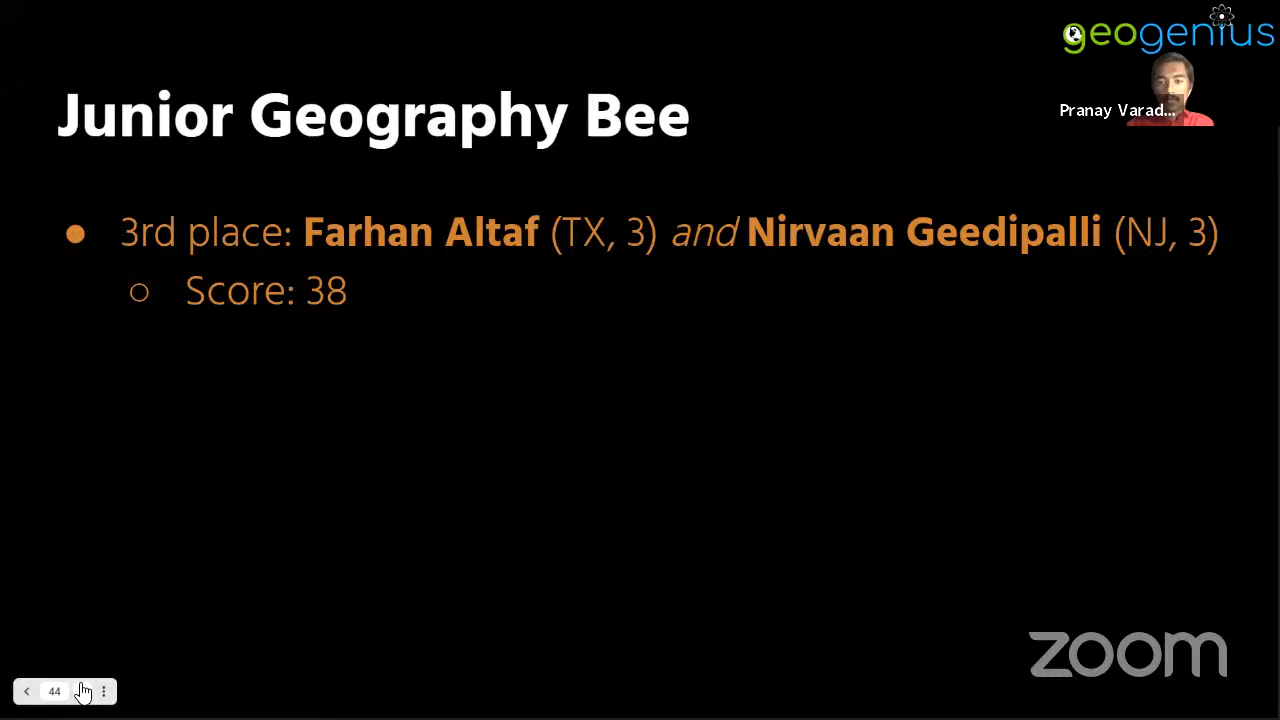 geogenius
Pranay Varad...
Junior Geography Bee
● 3rd place: Farhan Altaf (TX, 3) and Nirvaan Geedipalli (NJ, 3)
○ Score: 38
zoom
44